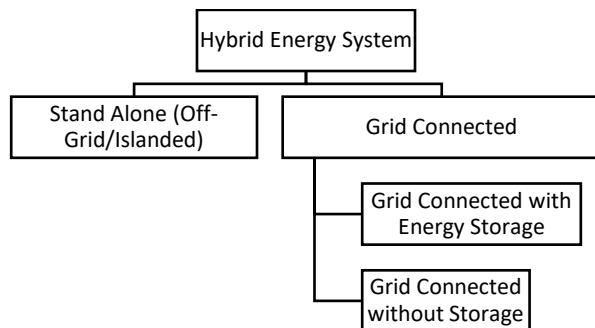 Hybrid Energy System
Stand Alone (Off-
Grid/Islanded)
Grid Connected
Grid Connected with
Energy Storage
Grid Connected
without Storage